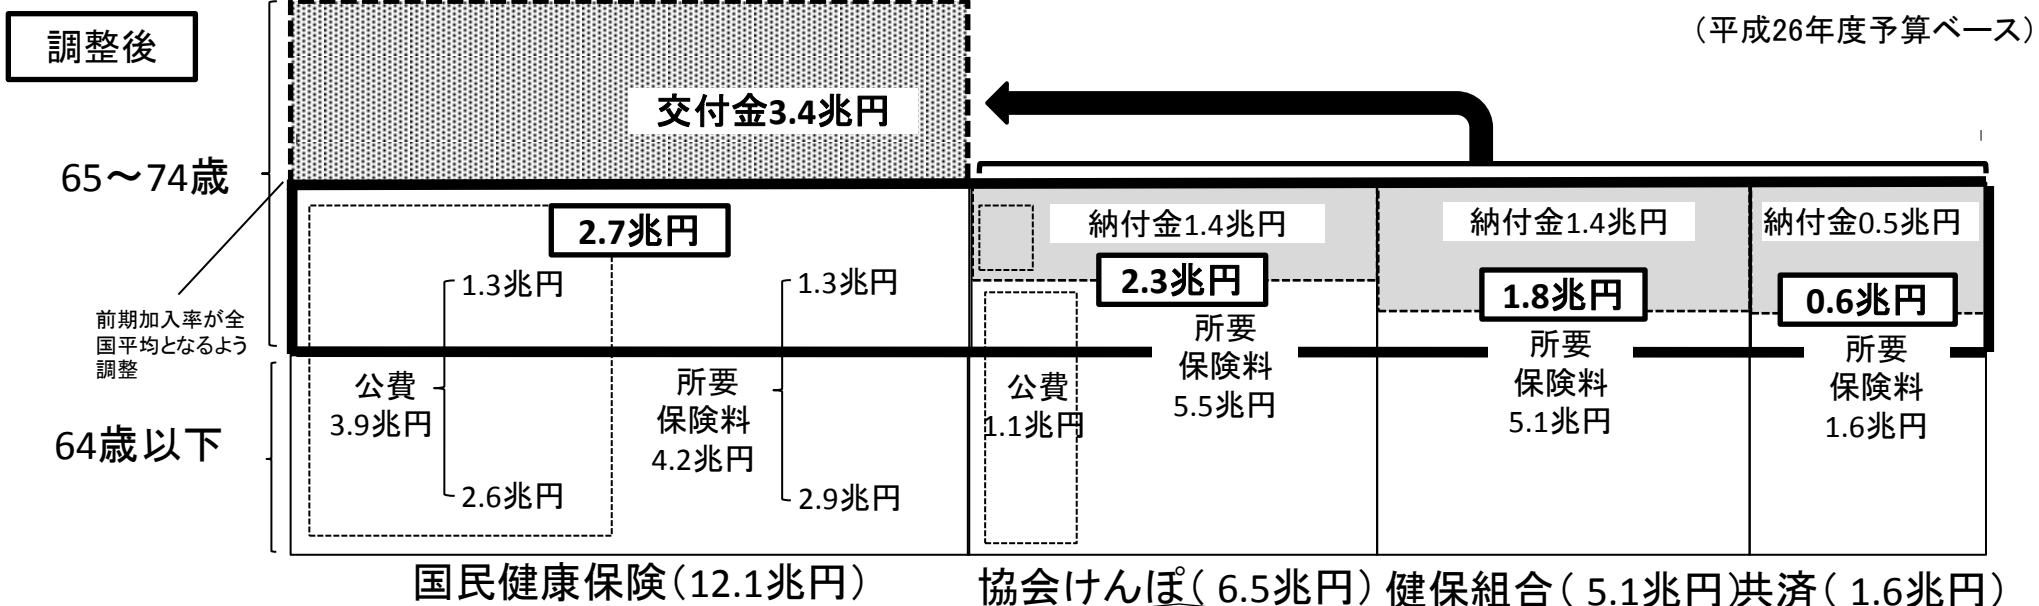 調整後
(平成26年度予算ベース)
交付金3.4兆円
65～74歳
納付金1.4兆円
納付金1.4兆円
納付金0.5兆円
2.7兆円
2.3兆円
1.8兆円
0.6兆円
1.3兆円
1.3兆円
前期加入率が全
国平均となるよう
調整
公費
3.9兆円
所要
保険料
4.2兆円
公費
1.1兆円
所要
保険料
5.5兆円
所要
保険料
5.1兆円
所要
保険料
1.6兆円
64歳以下
2.6兆円
2.9兆円
国民健康保険(12.1兆円)
協会けんぽ( 6.5兆円)
健保組合( 5.1兆円)
共済( 1.6兆円)